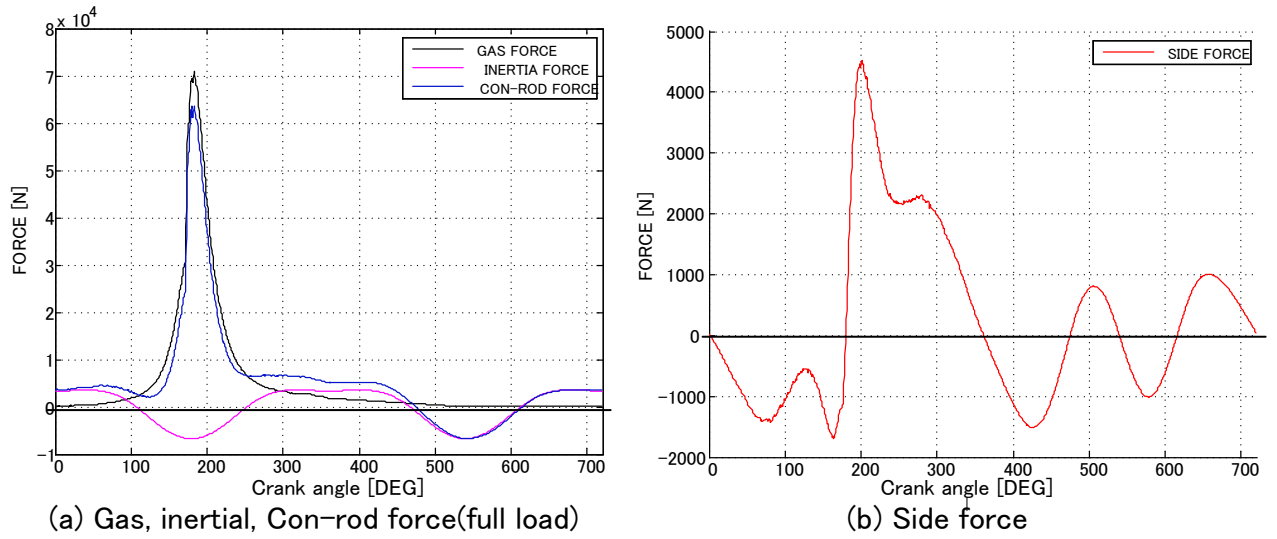 8 x 10⁴
7
6
5
4
3
2
1
0
-1
FORCE [N]
GAS FORCE
INERTIA FORCE
CON-ROD FORCE
0 100 200 300 400 500 600 700
Crank angle [DEG]
(a) Gas, inertial, Con-rod force(full load)
5000
4000
3000
2000
1000
0
-1000
-2000
FORCE [N]
SIDE FORCE
0 100 200 300 400 500 600 700
Crank angle [DEG]
(b) Side force